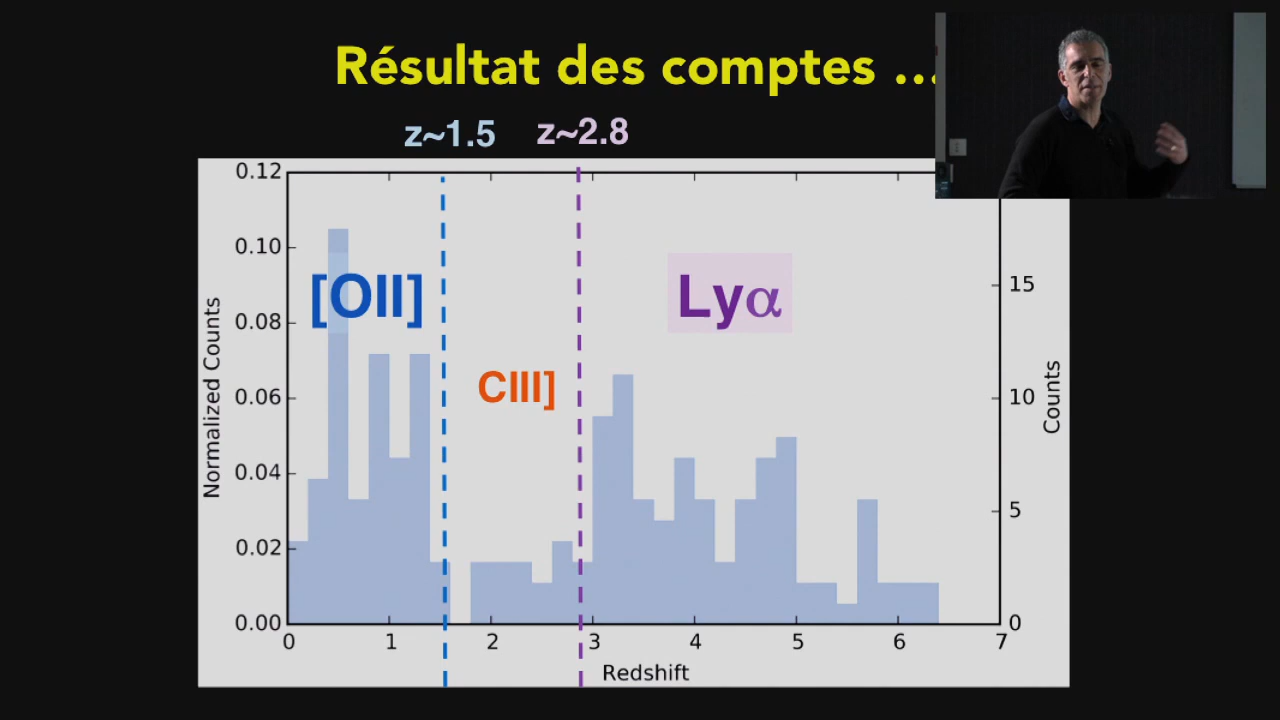 Résultat des comptes ...
z~1.5
z~2.8
0.12
0.10
0.08
0.06
0.04
0.02
0.00
Normalized Counts
[OII]
CIII]
Lyα
15
10
5
0
Counts
0 1 2 3 4 5 6 7
Redshift